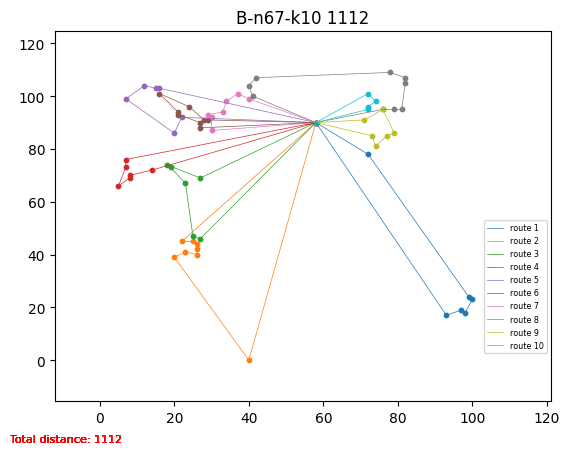 B-n67-k10 1112
120
100
80
60
40
20
0
0 20 40 60 80 100 120
route 1
route 2
route 3
route 4
route 5
route 6
route 7
route 8
route 9
route 10
Total distance: 1112